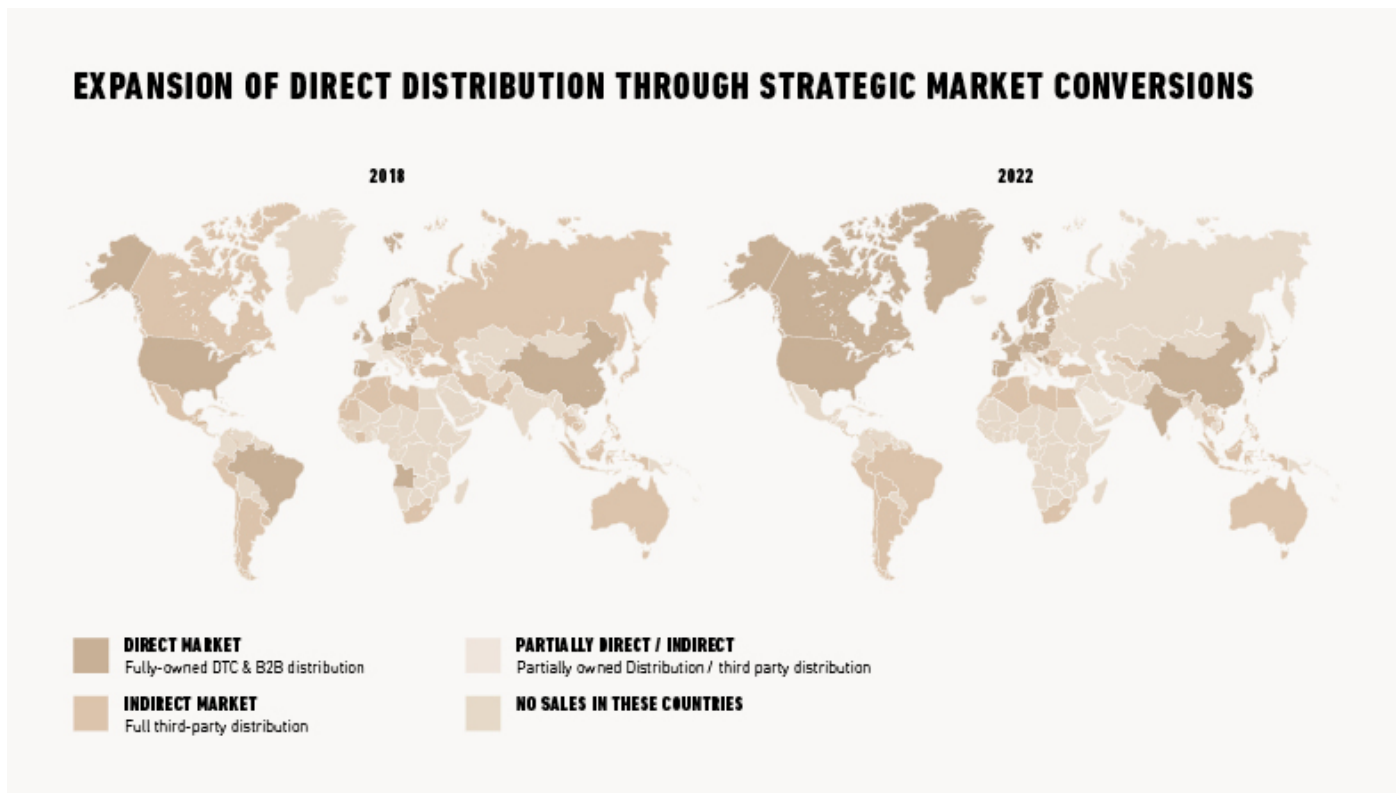 EXPANSION OF DIRECT DISTRIBUTION THROUGH STRATEGIC MARKET CONVERSIONS
2018
2022
DIRECT MARKET
Fully-owned DTC & B2B distribution
INDIRECT MARKET
Full third-party distribution
PARTIALLY DIRECT / INDIRECT
Partially owned Distribution / third party distribution
NO SALES IN THESE COUNTRIES